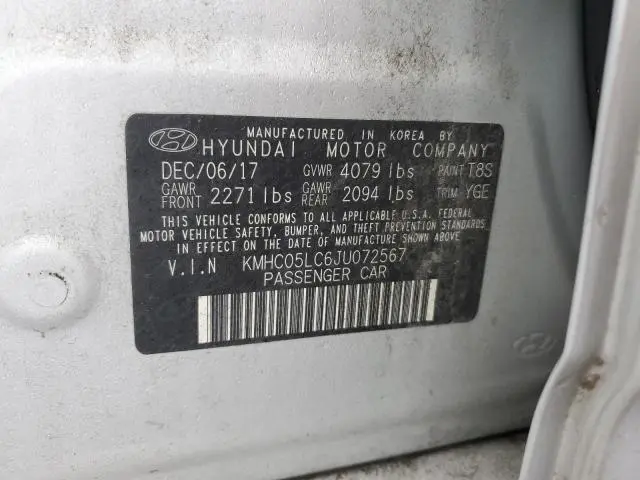 MANUFACTURED IN KOREA BY
HYUNDAI MOTOR COMPANY
DEC/06/17 GVWR 4079 lbs PAINT T8S
GAWR FRONT 2271 lbs GAWR REAR 2094 lbs TRIM YGE
THIS VEHICLE CONFORMS TO ALL APPLICABLE U.S.A. FEDERAL
MOTOR VEHICLE SAFETY, BUMPER, AND THEFT PREVENTION STANDARDS
IN EFFECT ON THE DATE OF MANUFACTURE SHOWN ABOVE.
V.I.N KMHC05LC6JU072567
PASSENGER CAR